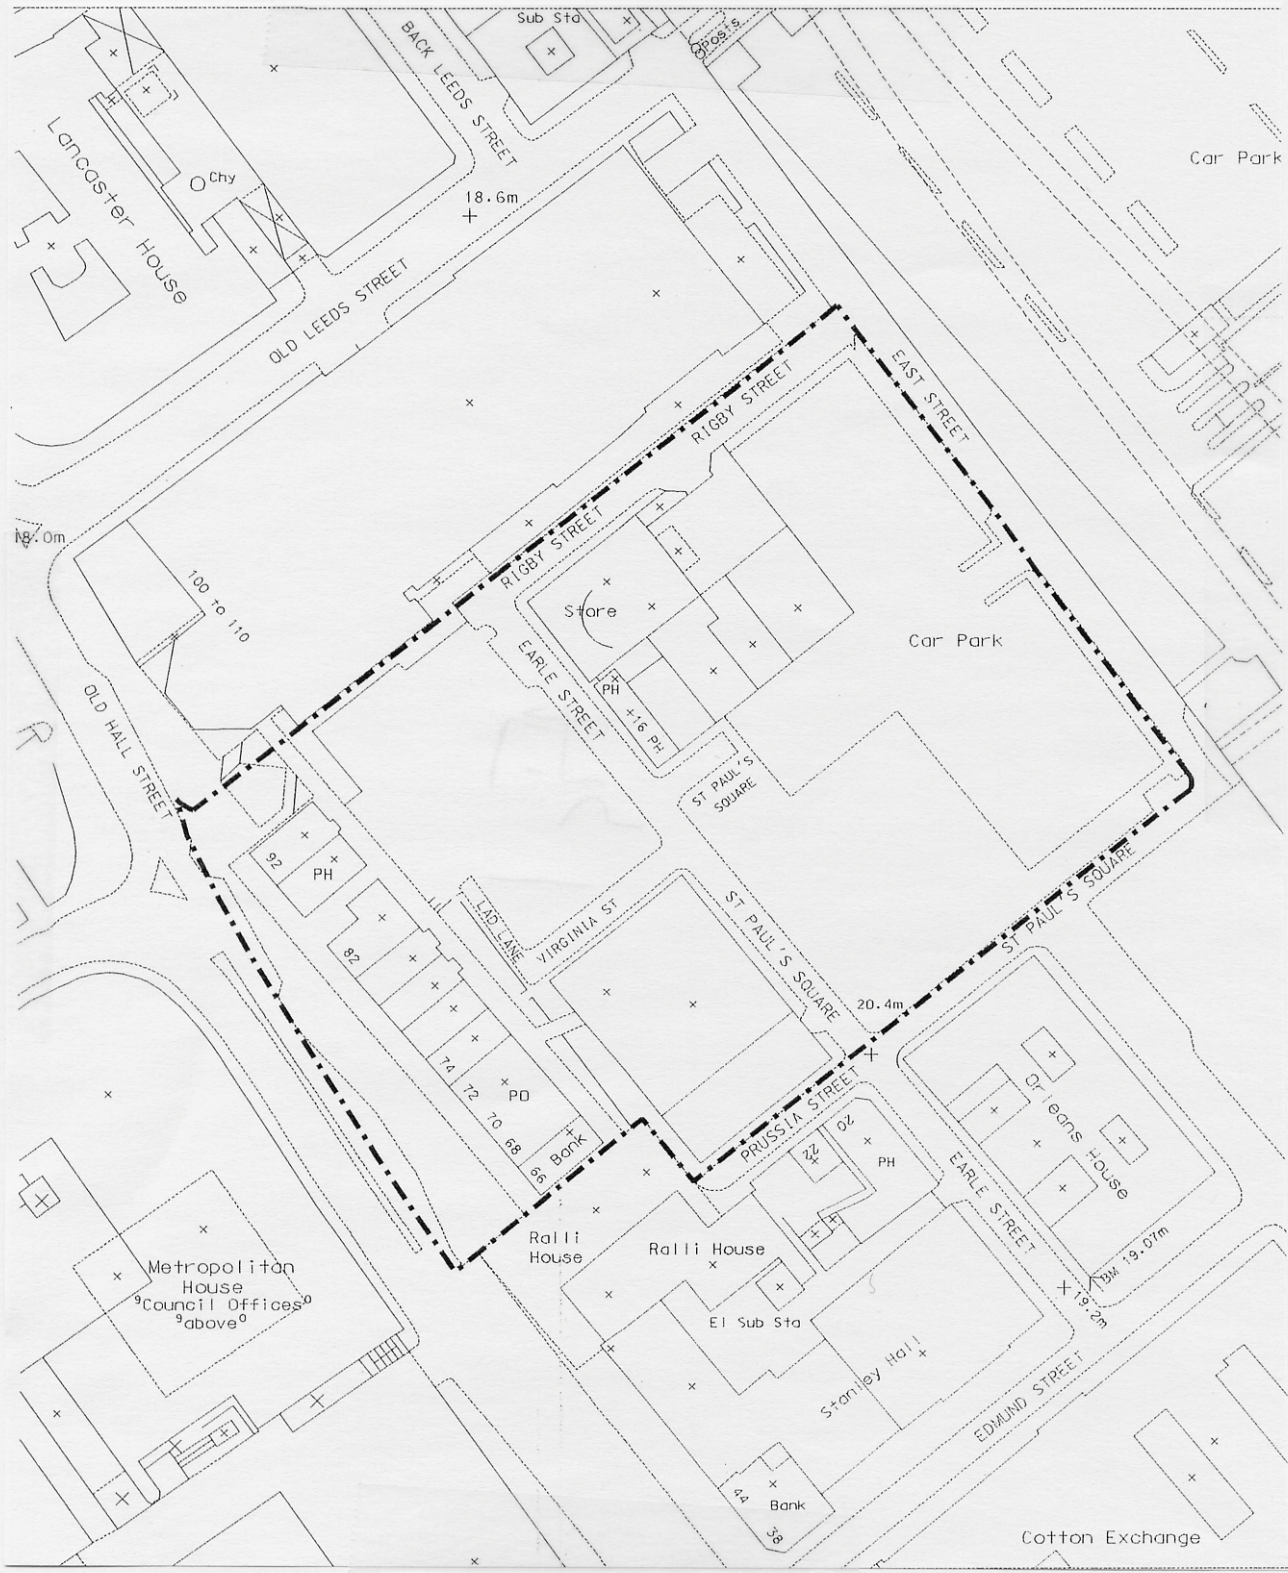 Sub Sta
Posts
BACK LEEDS STREET
Car Park
Lancaster House
Chy
18.6m
OLD LEEDS STREET
EAST STREET
RIGBY STREET
18.0m
RIGBY STREET
100 to 110
Store
EARLE STREET
Car Park
PH
+16 PH
OLD HALL STREET
ST PAUL'S
SQUARE
92
PH
ST PAUL'S SQUARE
LAD LANE
VIRGINIA ST
ST PAUL'S SQUARE
82
20.4m
74
72
70
68
66
PO
Bank
PRUSSIA STREET
20
22
PH
Orleans House
EARLE STREET
Ralli
House
Ralli House
BM 19.07m
19.2m
Metropolitan
House
9Council Offices0
9above0
El Sub Sta
Stanley Hall
EDMUND STREET
44
Bank
38
Cotton Exchange